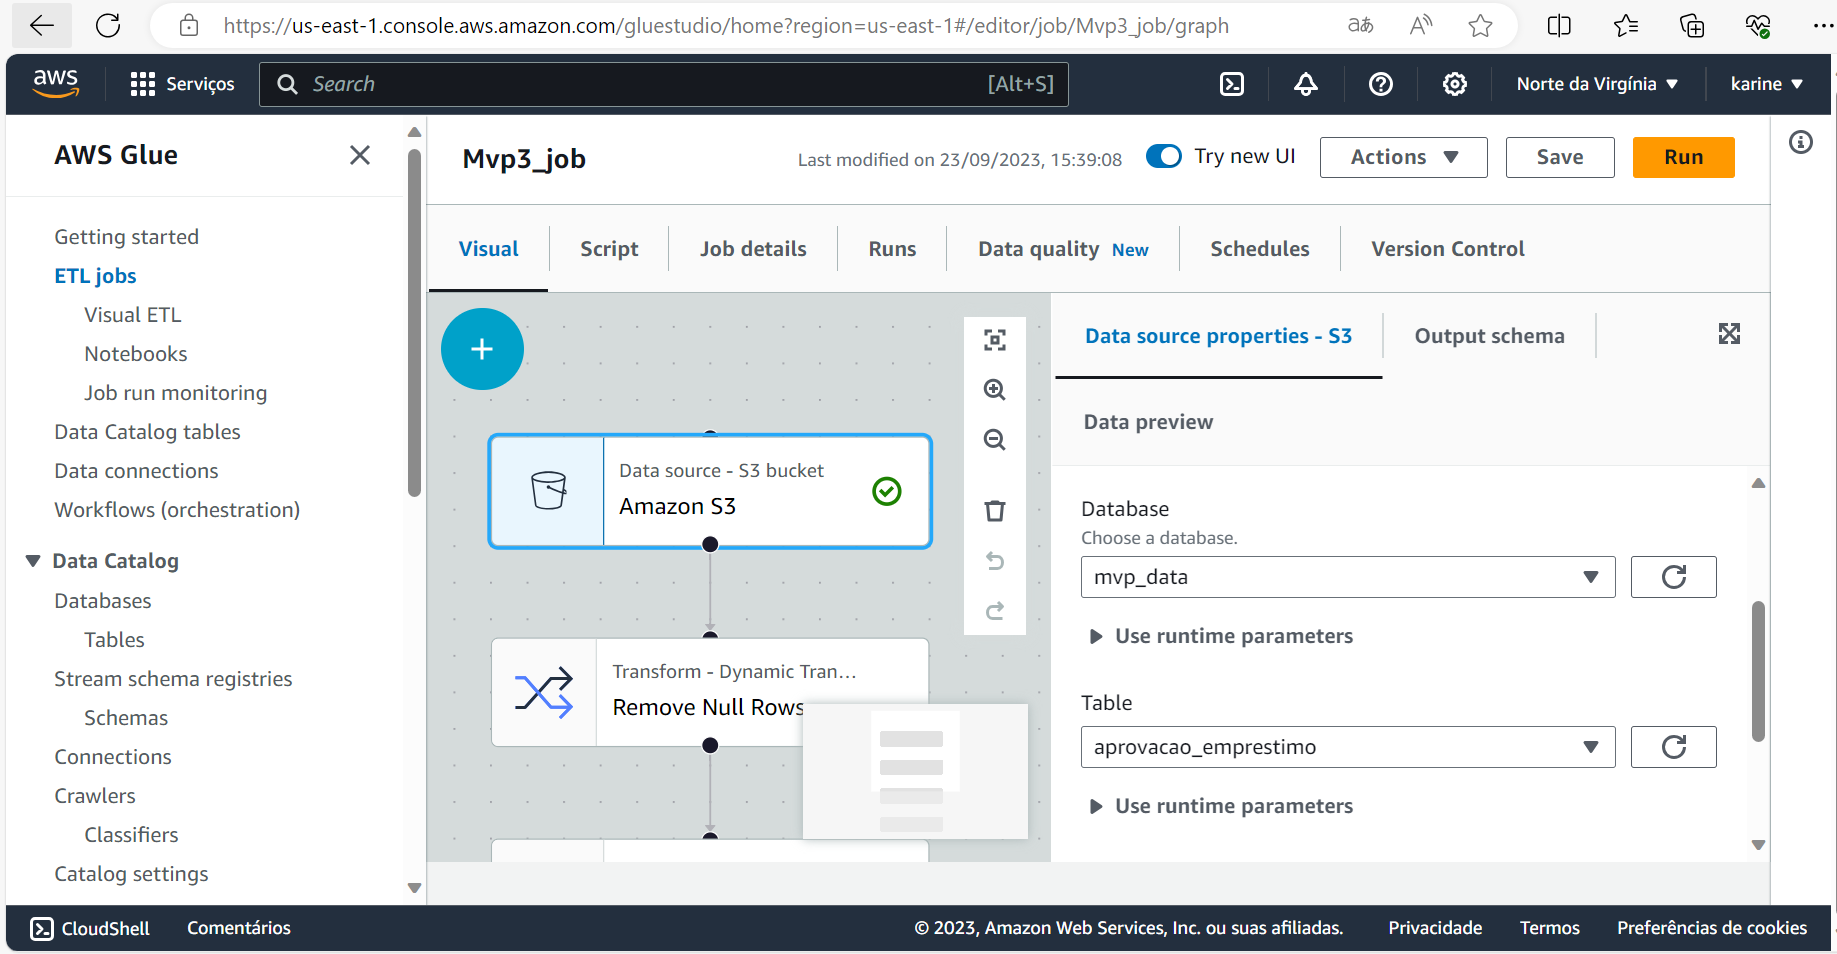 https://us-east-1.console.aws.amazon.com/gluestudio/home?region=us-east-1#/editor/job/Mvp3_job/graph
aあ
A
aws
Serviços
Search
[Alt+S]
Norte da Virgínia
karine
AWS Glue
Getting started
ETL jobs
Visual ETL
Notebooks
Job run monitoring
Data Catalog tables
Data connections
Workflows (orchestration)
Data Catalog
Databases
Tables
Stream schema registries
Schemas
Connections
Crawlers
Classifiers
Catalog settings
Mvp3_job
Last modified on 23/09/2023, 15:39:08
Try new UI
Actions
Save
Run
Visual
Script
Job details
Runs
Data quality New
Schedules
Version Control
Data source - S3 bucket
Amazon S3
Transform - Dynamic Tran...
Remove Null Rows
Data source properties - S3
Output schema
Data preview
Database
Choose a database.
mvp_data
Use runtime parameters
Table
aprovacao_emprestimo
Use runtime parameters
CloudShell
Comentários
© 2023, Amazon Web Services, Inc. ou suas afiliadas.
Privacidade
Termos
Preferências de cookies